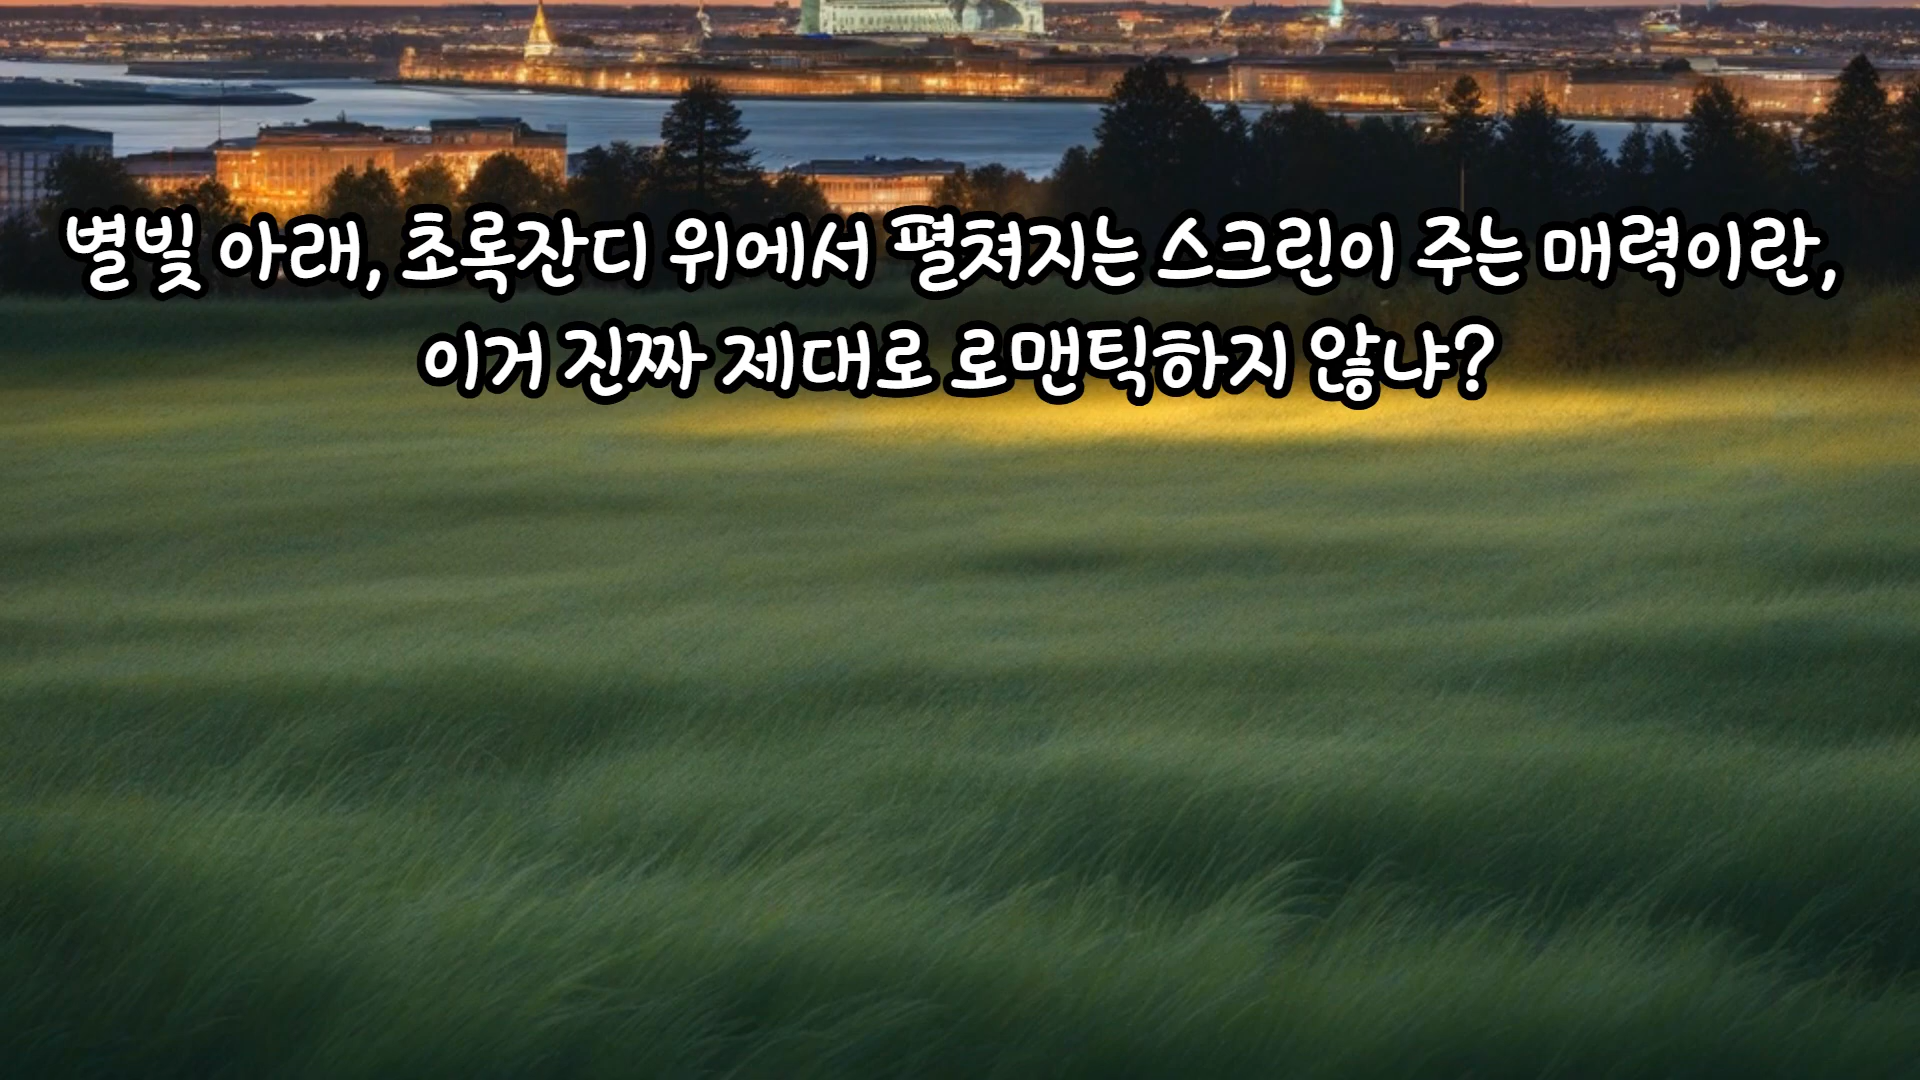 별빛 아래, 초록잔디 위에서 펼쳐지는 스크린이 주는 매력이란,
이거 진짜 제대로 로맨틱하지 않냐?